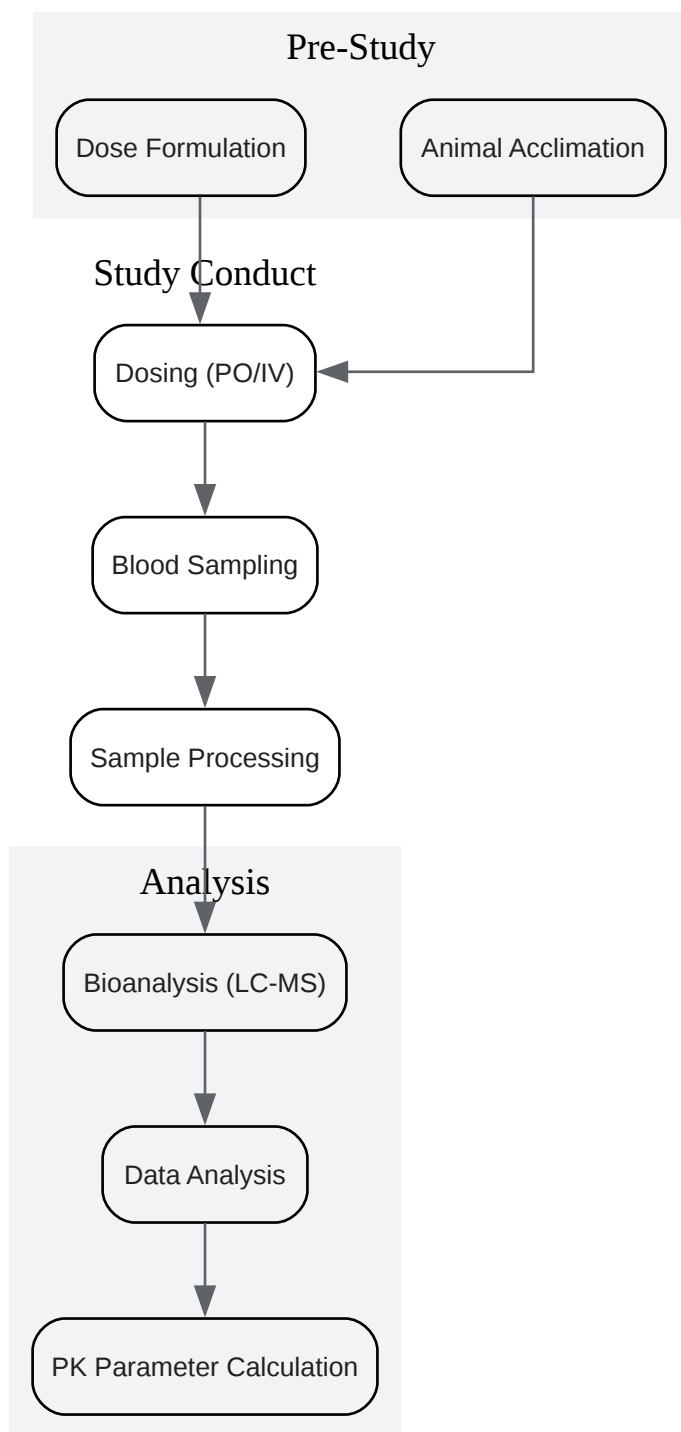 Pre-Study
Dose Formulation
Animal Acclimation
Study Conduct
Dosing (PO/IV)
Blood Sampling
Sample Processing
Analysis
Bioanalysis (LC-MS)
Data Analysis
PK Parameter Calculation